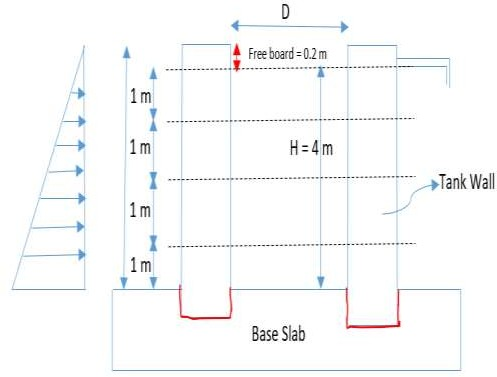 D
Free board = 0.2 m
1 m
1 m
H = 4 m
Tank Wall
1 m
1 m
Base Slab